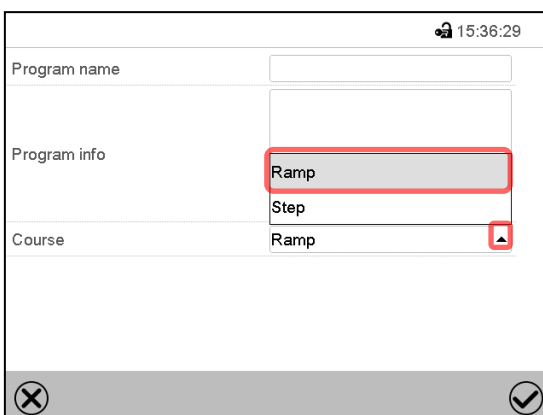 15:36:29
Program name
Program info
Ramp
Step
Course
Ramp